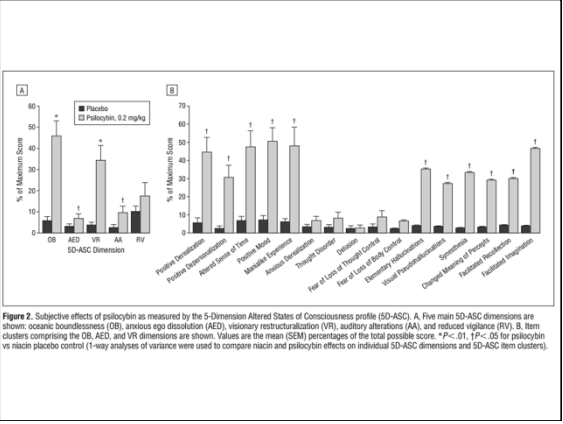 A
B
Placebo
Psilocybin, 0.2 mg/kg
% of Maximum Score
60
50
40
30
20
10
0
*
†
*
†
OB
AED
VR
AA
RV
5D-ASC Dimension
% of Maximum Score
70
60
50
40
30
20
10
0
†
†
†
†
†
†
†
†
†
†
†
Positive Derealization
Positive Depersonalization
Altered Sense of Time
Positive Mood
Manialike Experience
Anxious Derealization
Thought Disorder
Delusion
Fear of Loss of Thought Control
Fear of Loss of Body Control
Elementary Hallucinations
Visual Pseudohallucinations
Synesthesia
Changed Meaning of Percepts
Facilitated Recollection
Facilitated Imagination
Figure 2. Subjective effects of psilocybin as measured by the 5-Dimension Altered States of Consciousness profile (5D-ASC). A, Five main 5D-ASC dimensions are
shown: oceanic boundlessness (OB), anxious ego dissolution (AED), visionary restructuralization (VR), auditory alterations (AA), and reduced vigilance (RV). B, Item
clusters comprising the OB, AED, and VR dimensions are shown. Values are the mean (SEM) percentages of the total possible score. *P<.01, †P<.05 for psilocybin
vs niacin placebo control (1-way analyses of variance were used to compare niacin and psilocybin effects on individual 5D-ASC dimensions and 5D-ASC item clusters).